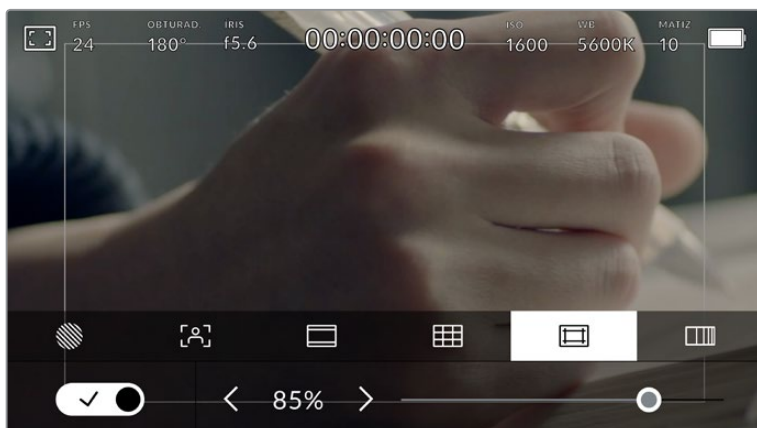 FPS OBTURAD. IRIS 00:00:00:00 ISO WB MATIZ
24 180° f5.6 1600 5600K 10
85%